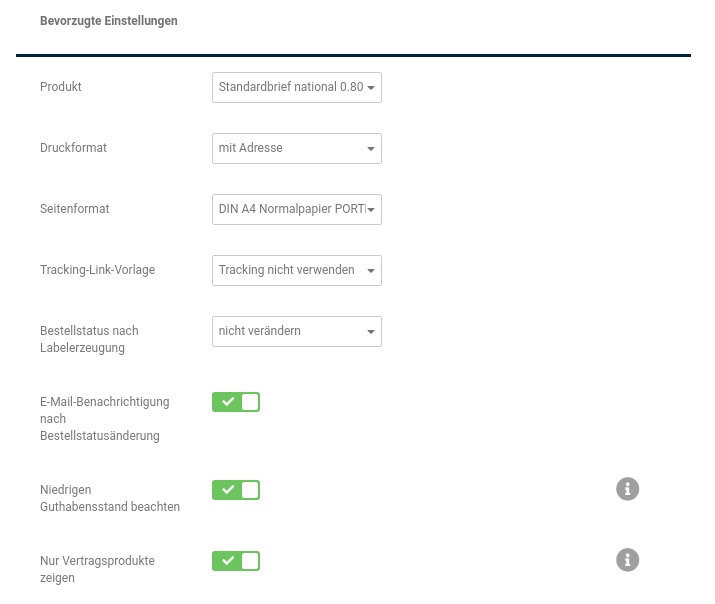 Bevorzugte Einstellungen
Produkt
Standardbrief national 0.80
Druckformat
mit Adresse
Seitenformat
DIN A4 Normalpapier PORT
Tracking-Link-Vorlage
Tracking nicht verwenden
Bestellstatus nach
Labelerzeugung
nicht verändern
E-Mail-Benachrichtigung
nach
Bestellstatusänderung
Niedrigen
Guthabensstand beachten
Nur Vertragsprodukte
zeigen